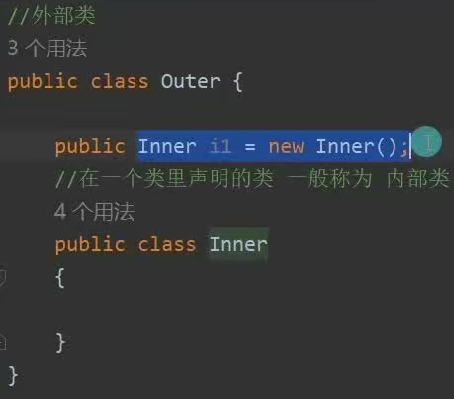 //外部类
3 个用法
public class Outer {
public Inner i1 = new Inner();
//在一个类里声明的类 一般称为 内部类
4 个用法
public class Inner
{
}
}